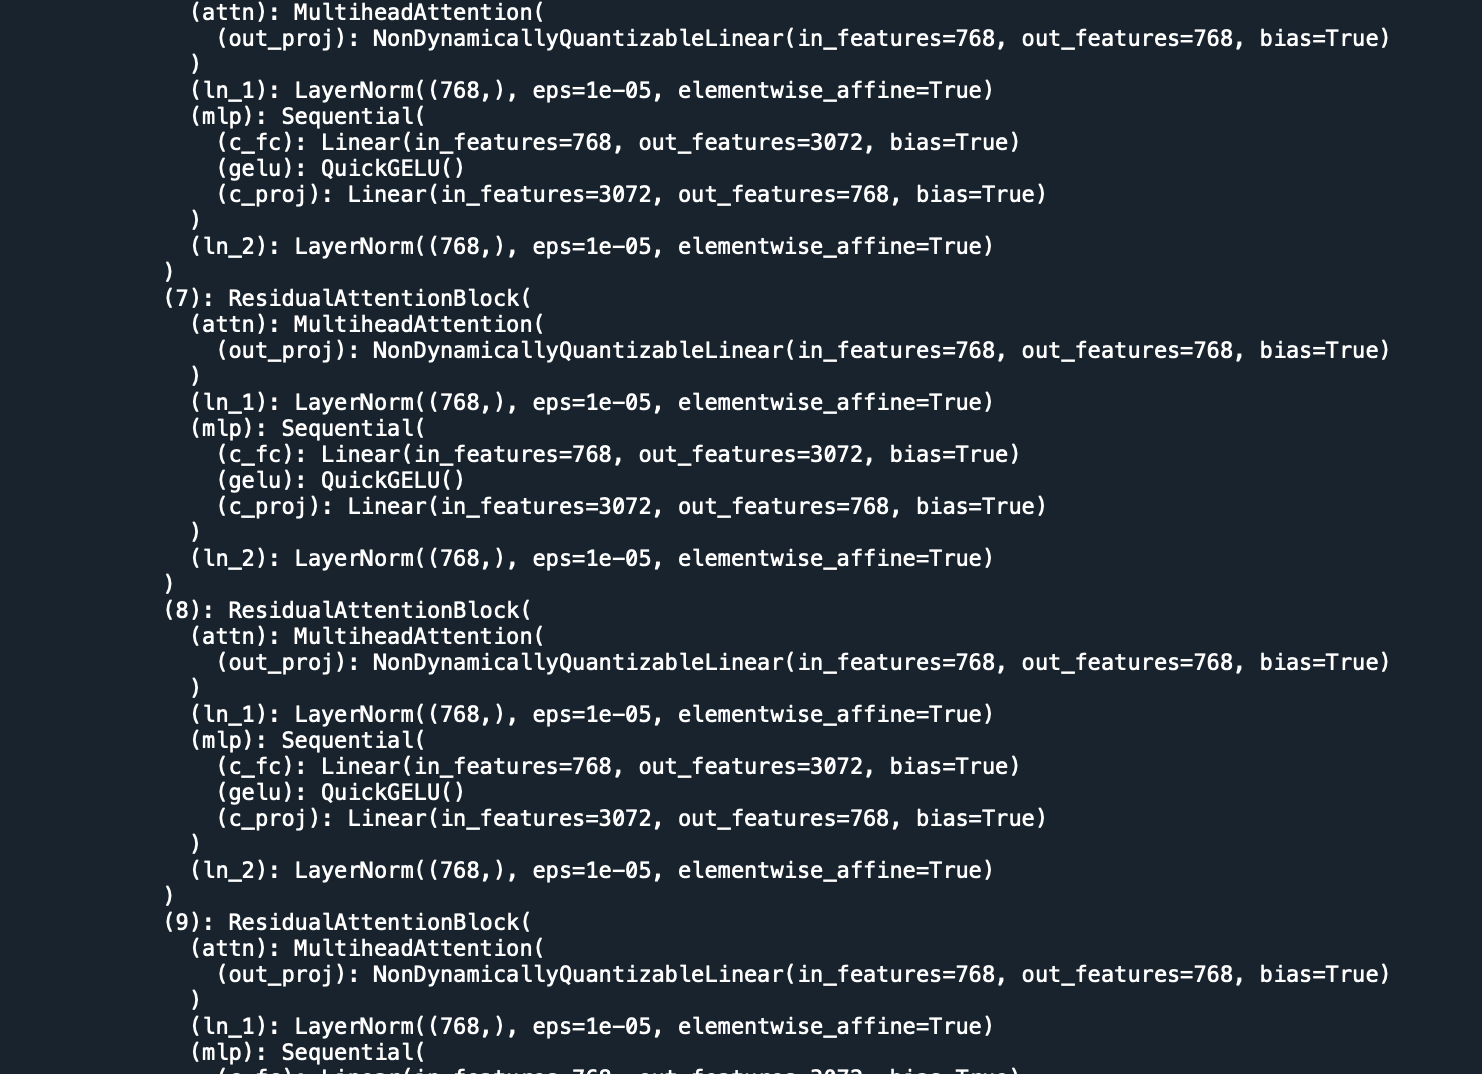 (attn): MultiheadAttention(
(out_proj): NonDynamicallyQuantizableLinear(in_features=768, out_features=768, bias=True)
)
(ln_1): LayerNorm((768,), eps=1e-05, elementwise_affine=True)
(mlp): Sequential(
(c_fc): Linear(in_features=768, out_features=3072, bias=True)
(gelu): QuickGELU()
(c_proj): Linear(in_features=3072, out_features=768, bias=True)
)
(ln_2): LayerNorm((768,), eps=1e-05, elementwise_affine=True)
)
(7): ResidualAttentionBlock(
(attn): MultiheadAttention(
(out_proj): NonDynamicallyQuantizableLinear(in_features=768, out_features=768, bias=True)
)
(ln_1): LayerNorm((768,), eps=1e-05, elementwise_affine=True)
(mlp): Sequential(
(c_fc): Linear(in_features=768, out_features=3072, bias=True)
(gelu): QuickGELU()
(c_proj): Linear(in_features=3072, out_features=768, bias=True)
)
(ln_2): LayerNorm((768,), eps=1e-05, elementwise_affine=True)
)
(8): ResidualAttentionBlock(
(attn): MultiheadAttention(
(out_proj): NonDynamicallyQuantizableLinear(in_features=768, out_features=768, bias=True)
)
(ln_1): LayerNorm((768,), eps=1e-05, elementwise_affine=True)
(mlp): Sequential(
(c_fc): Linear(in_features=768, out_features=3072, bias=True)
(gelu): QuickGELU()
(c_proj): Linear(in_features=3072, out_features=768, bias=True)
)
(ln_2): LayerNorm((768,), eps=1e-05, elementwise_affine=True)
)
(9): ResidualAttentionBlock(
(attn): MultiheadAttention(
(out_proj): NonDynamicallyQuantizableLinear(in_features=768, out_features=768, bias=True)
)
(ln_1): LayerNorm((768,), eps=1e-05, elementwise_affine=True)
(mlp): Sequential(